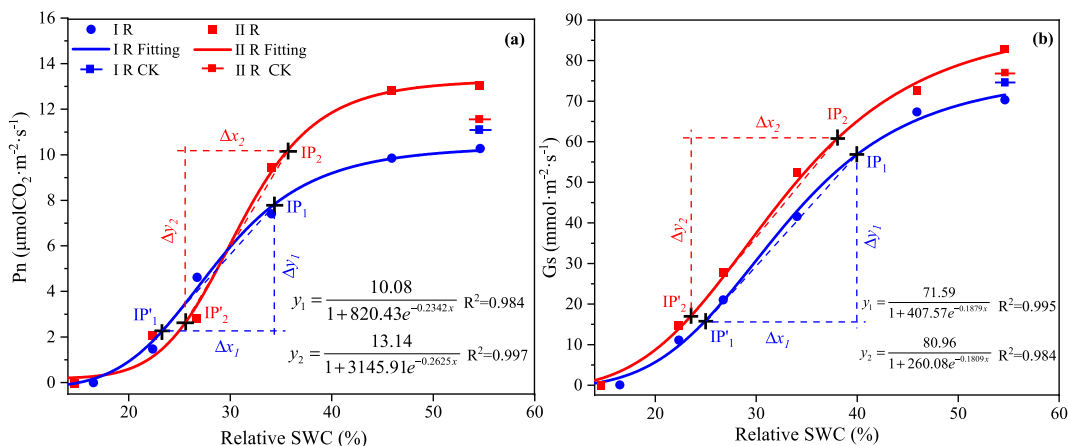 (a)
I R
II R
I R Fitting
II R Fitting
I R CK
II R CK
16
14
12
10
8
6
4
2
0
Pn (μmolCO₂·m⁻²·s⁻¹)
Δx₂
IP₂
Δy₂
IP₁
Δy₁
IP'₁
IP'₂
Δx₁
y₁ = 10.08 / (1+820.43e^(-0.2342x)) R²=0.984
y₂ = 13.14 / (1+3145.91e^(-0.2625x)) R²=0.997
20 30 40 50 60
Relative SWC (%)
(b)
90
80
70
60
50
40
30
20
10
0
Gs (mmol·m⁻²·s⁻¹)
Δx₂
IP₂
IP₁
Δy₂
Δy₁
IP'₂
IP'₁
Δx₁
y₁ = 71.59 / (1+407.57e^(-0.1879x)) R²=0.995
y₂ = 80.96 / (1+260.08e^(-0.1809x)) R²=0.984
20 30 40 50 60
Relative SWC (%)